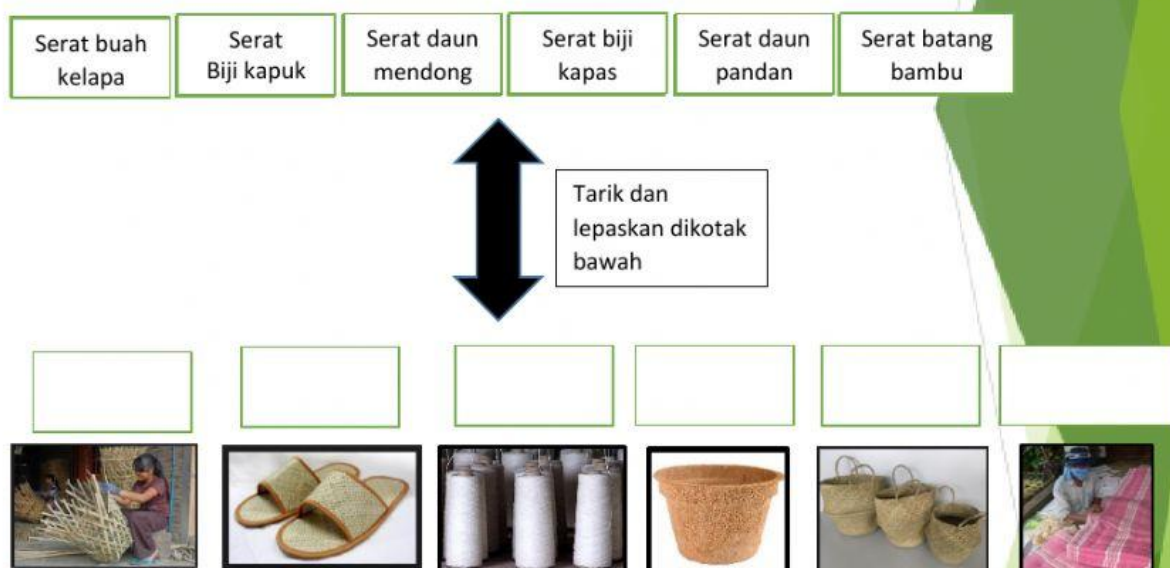 Serat buah
kelapa
Serat
Biji kapuk
Serat daun
mendong
Serat biji
kapas
Serat daun
pandan
Serat batang
bambu
Tarik dan
lepaskan dikotak
bawah